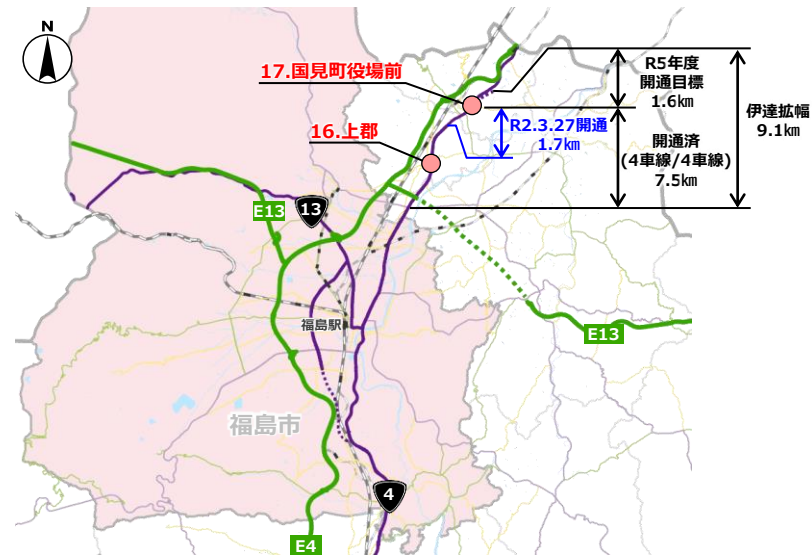 N
17.国見町役場前
16.上郡
R5年度
開通目標
1.6㎞
R2.3.27開通
1.7㎞
開通済
(4車線/4車線)
7.5㎞
伊達拡幅
9.1㎞
E13
13
福島駅
E13
福島市
4
E4